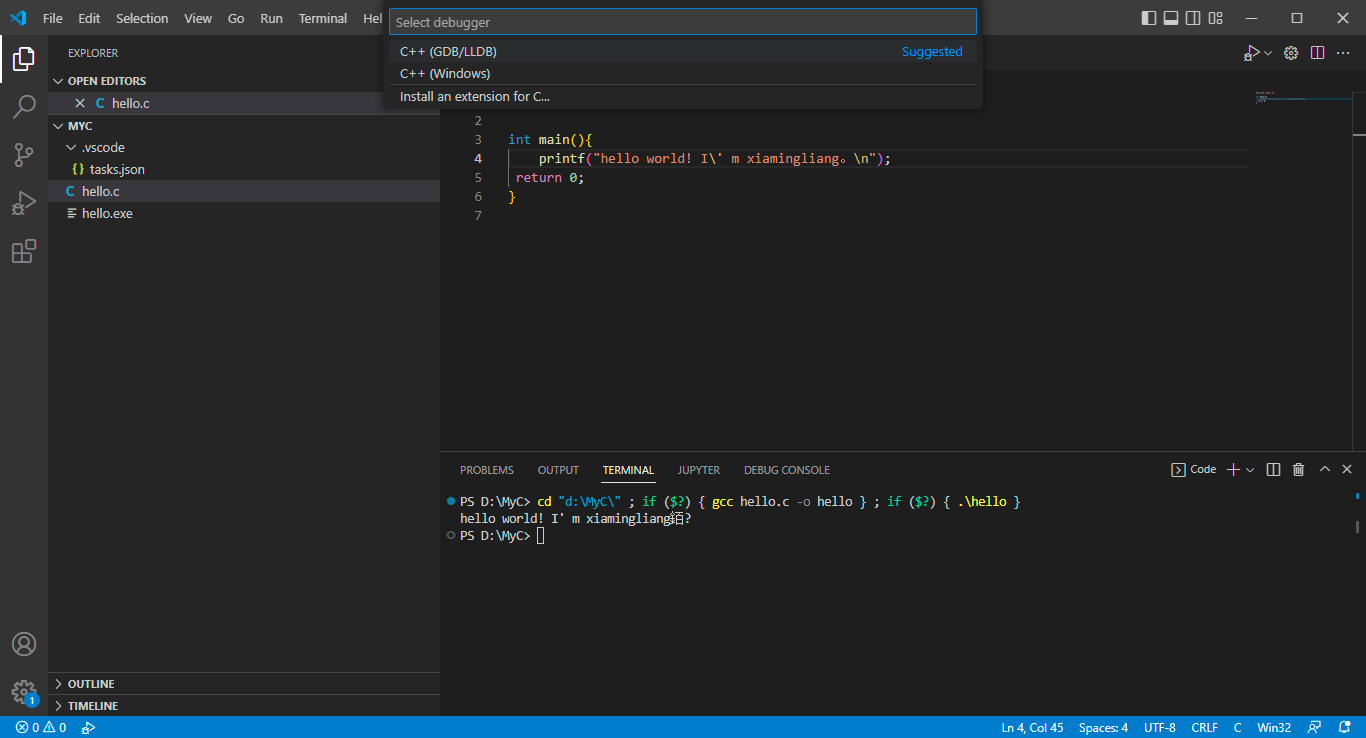 File Edit Selection View Go Run Terminal Hel
Select debugger
C++ (GDB/LLDB) Suggested
C++ (Windows)
Install an extension for C...
EXPLORER
OPEN EDITORS
C hello.c
MYC
.vscode
{} tasks.json
C hello.c
hello.exe
OUTLINE
TIMELINE
2
3 int main(){
4 printf("hello world! I\' m xiamingliang。\n");
5 return 0;
6 }
7
PROBLEMS OUTPUT TERMINAL JUPYTER DEBUG CONSOLE
Code
PS D:\MyC> cd "d:\MyC\" ; if ($?) { gcc hello.c -o hello } ; if ($?) { .\hello }
hello world! I' m xiamingliang銆?
PS D:\MyC>
1
0 0 Ln 4, Col 45 Spaces: 4 UTF-8 CRLF C Win32